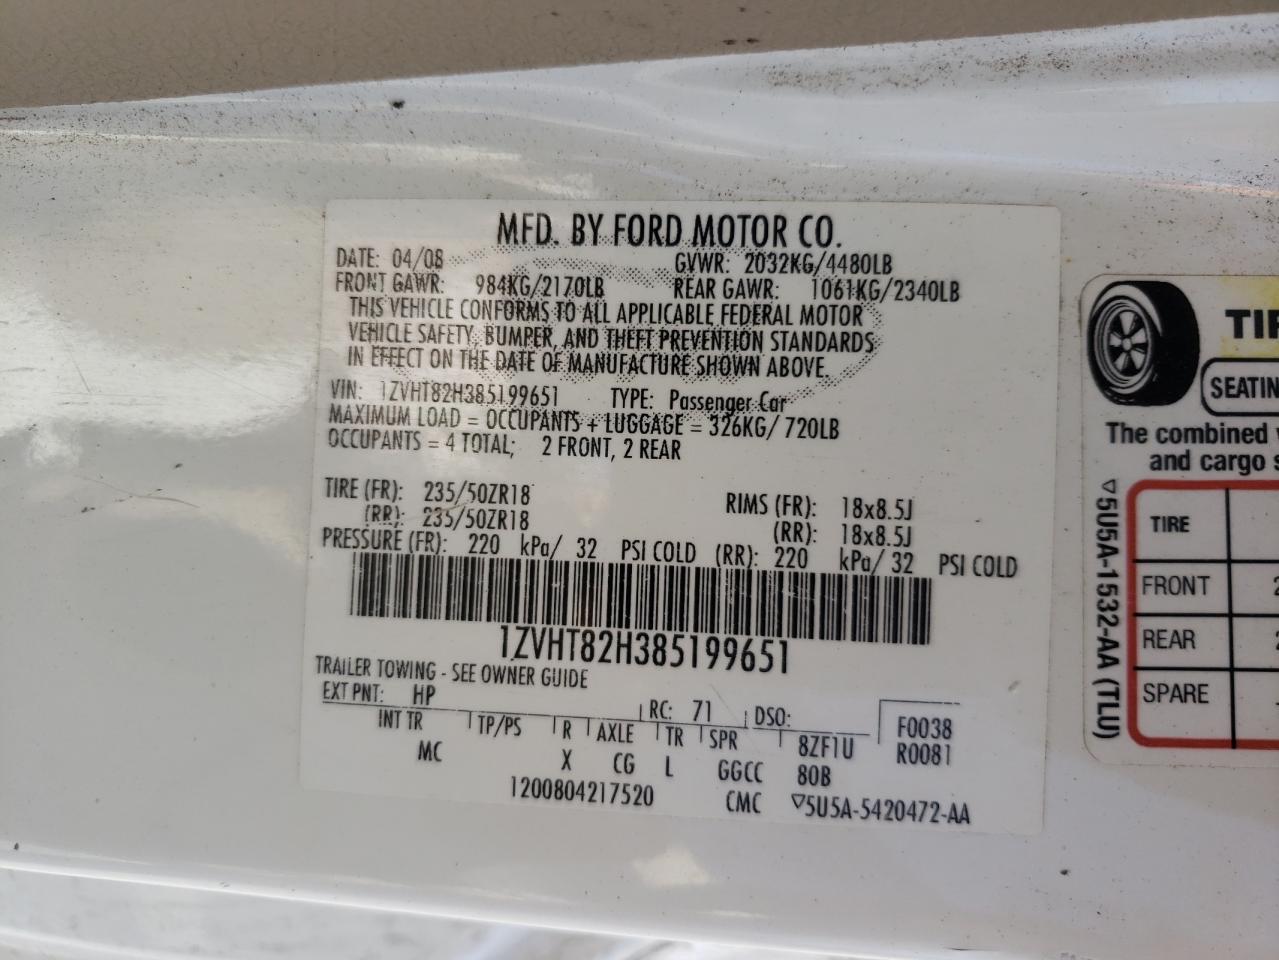 MFD. BY FORD MOTOR CO.
DATE: 04/08 GVWR: 2032KG/4480LB
FRONT GAWR: 984KG/2170LB REAR GAWR: 1061KG/2340LB
THIS VEHICLE CONFORMS TO ALL APPLICABLE FEDERAL MOTOR
VEHICLE SAFETY, BUMPER, AND THEFT PREVENTION STANDARDS
IN EFFECT ON THE DATE OF MANUFACTURE SHOWN ABOVE.
VIN: 1ZVHT82H385199651 TYPE: Passenger Car
MAXIMUM LOAD = OCCUPANTS + LUGGAGE = 326KG/720LB
OCCUPANTS = 4 TOTAL; 2 FRONT, 2 REAR
TIRE (FR): 235/50ZR18 RIMS (FR): 18x8.5J
(RR): 235/50ZR18 (RR): 18x8.5J
PRESSURE (FR): 220 kPa/ 32 PSI COLD (RR): 220 kPa/ 32 PSI COLD
1ZVHT82H385199651
TRAILER TOWING - SEE OWNER GUIDE
EXT PNT: HP RC: 71 DSO: F0038
INT TR TP/PS R AXLE TR SPR 8ZF1U R0081
MC X CG L GGCC 80B
1200804217520 CMC ▽5U5A-5420472-AA
SEATIN
The combined
and cargo
▽5U5A-1532-AA (TLU)
TIRE
FRONT
REAR
SPARE